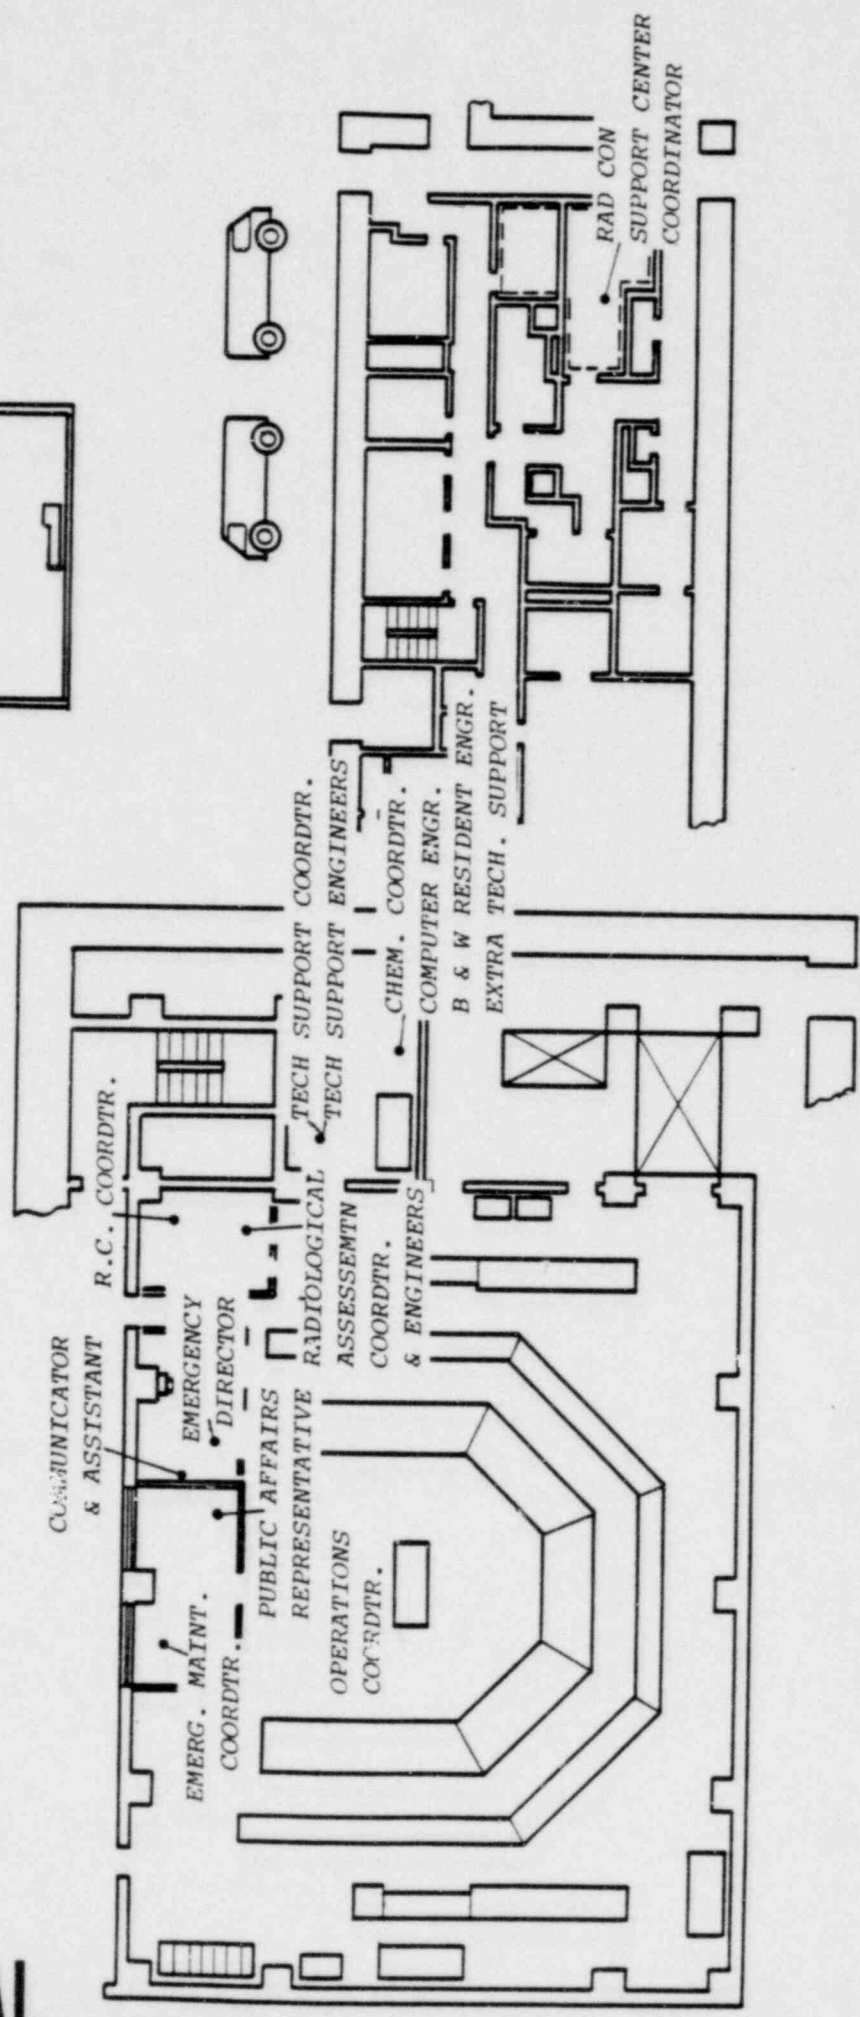 COMMUNICATOR
& ASSISTANT
R.C. COORDTR.
EMERGENCY
DIRECTOR
EMERG. MAINT.
COORDTR.
PUBLIC AFFAIRS
REPRESENTATIVE
OPERATIONS
COORDTR.
RADIOLOGICAL
ASSESSEMTN
COORDTR.
& ENGINEERS
TECH SUPPORT COORDTR.
TECH SUPPORT ENGINEERS
CHEM. COORDTR.
COMPUTER ENGR.
B & W RESIDENT ENGR.
EXTRA TECH. SUPPORT
RAD CON
SUPPORT CENTER
COORDINATOR